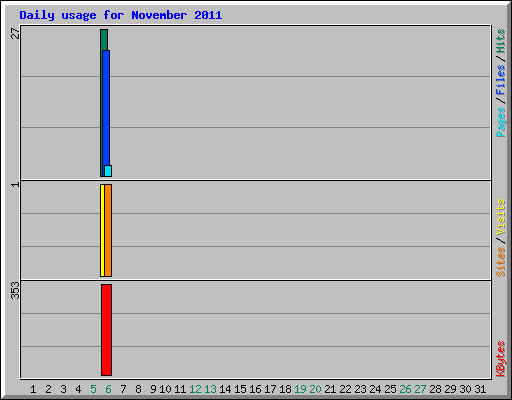 Daily usage for November 2011
27
Pages / Files / Hits
1
Sites / Visits
353
KBytes
1 2 3 4 5 6 7 8 9 10 11 12 13 14 15 16 17 18 19 20 21 22 23 24 25 26 27 28 29 30 31